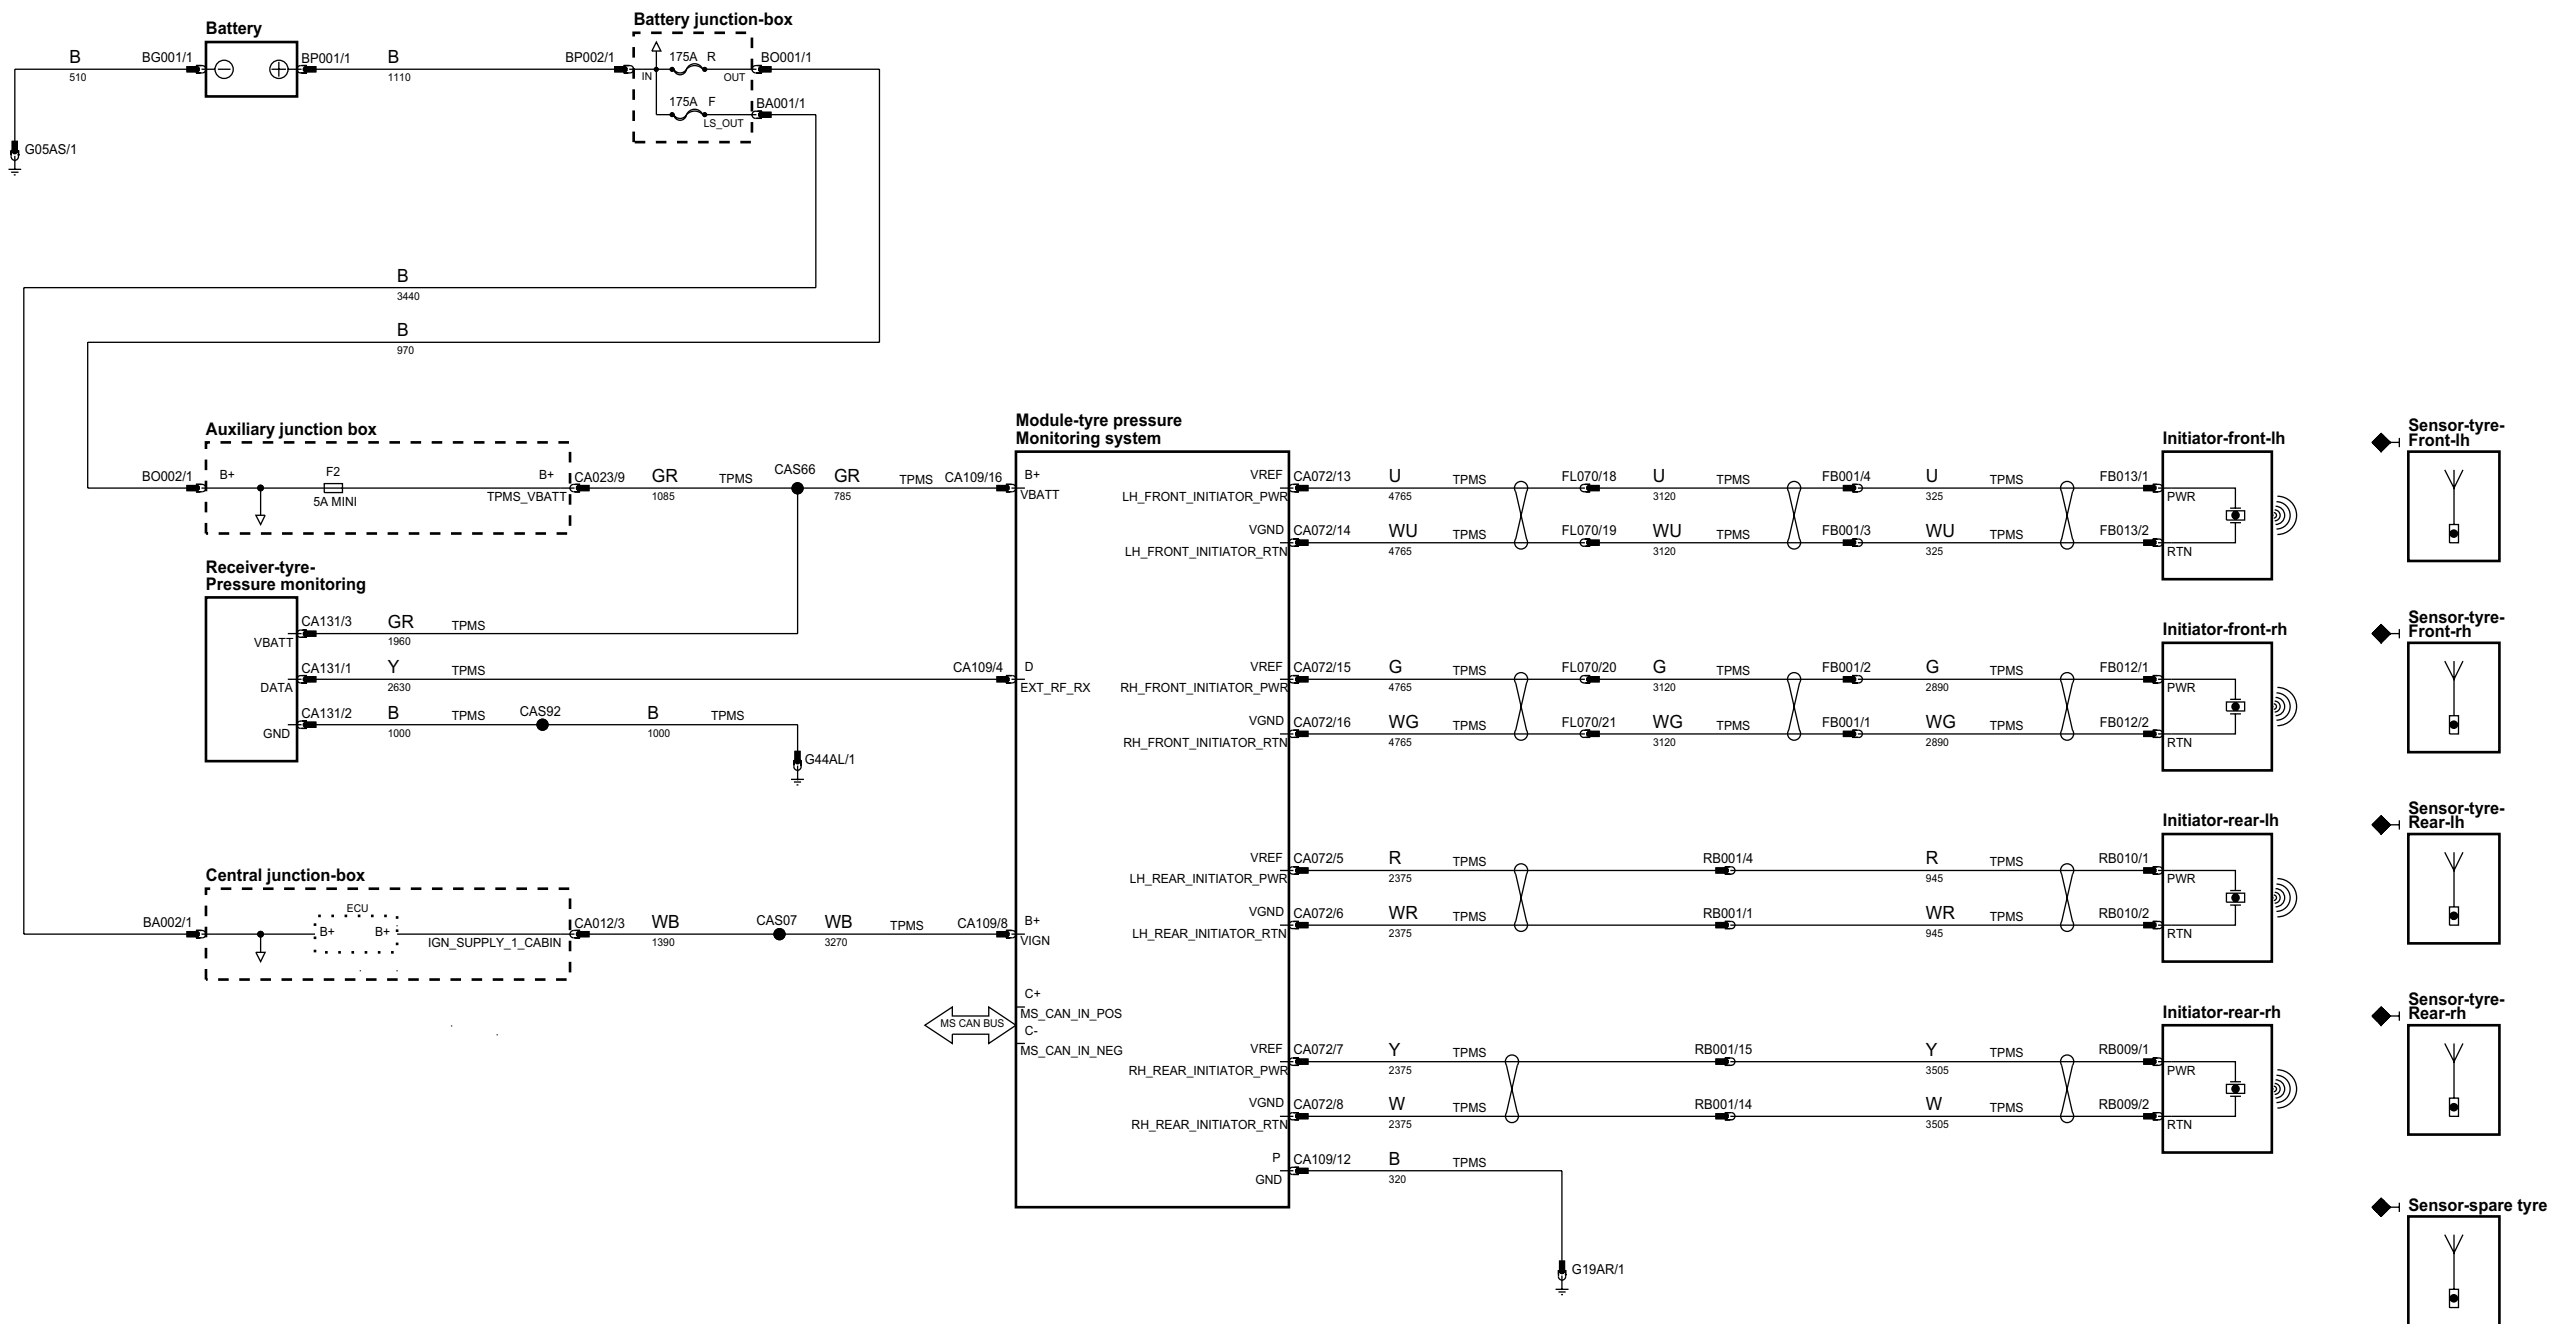 Battery
Battery junction-box
B
510
BG001/1
BP001/1
B
1110
BP002/1
IN
175A R
OUT
BO001/1
175A F
LS_OUT
BA001/1
G05AS/1
B
3440
B
970
Auxiliary junction box
BO002/1
B+
F2
5A MINI
B+
TPMS_VBATT
CA023/9
GR
1085
TPMS
CAS66
GR
785
TPMS
CA109/16
Receiver-tyre-
Pressure monitoring
VBATT
CA131/3
GR
1960
TPMS
DATA
CA131/1
Y
2630
TPMS
CA109/4
GND
CA131/2
B
1000
TPMS
CAS92
B
1000
TPMS
G44AL/1
Central junction-box
BA002/1
ECU
B+
B+
IGN_SUPPLY_1_CABIN
CA012/3
WB
1390
CAS07
WB
3270
TPMS
CA109/8
MS CAN BUS
Module-tyre pressure
Monitoring system
B+
VBATT
D
EXT_RF_RX
B+
VIGN
C+
MS_CAN_IN_POS
C-
MS_CAN_IN_NEG
VREF
LH_FRONT_INITIATOR_PWR
CA072/13
U
4765
TPMS
FL070/18
U
3120
TPMS
FB001/4
U
325
TPMS
FB013/1
VGND
LH_FRONT_INITIATOR_RTN
CA072/14
WU
4765
TPMS
FL070/19
WU
3120
TPMS
FB001/3
WU
325
TPMS
FB013/2
Initiator-front-lh
PWR
RTN
Sensor-tyre-
Front-lh
VREF
RH_FRONT_INITIATOR_PWR
CA072/15
G
4765
TPMS
FL070/20
G
3120
TPMS
FB001/2
G
2890
TPMS
FB012/1
VGND
RH_FRONT_INITIATOR_RTN
CA072/16
WG
4765
TPMS
FL070/21
WG
3120
TPMS
FB001/1
WG
2890
TPMS
FB012/2
Initiator-front-rh
PWR
RTN
Sensor-tyre-
Front-rh
VREF
LH_REAR_INITIATOR_PWR
CA072/5
R
2375
TPMS
RB001/4
R
945
TPMS
RB010/1
VGND
LH_REAR_INITIATOR_RTN
CA072/6
WR
2375
TPMS
RB001/1
WR
945
TPMS
RB010/2
Initiator-rear-lh
PWR
RTN
Sensor-tyre-
Rear-lh
VREF
RH_REAR_INITIATOR_PWR
CA072/7
Y
2375
TPMS
RB001/15
Y
3505
TPMS
RB009/1
VGND
RH_REAR_INITIATOR_RTN
CA072/8
W
2375
TPMS
RB001/14
W
3505
TPMS
RB009/2
Initiator-rear-rh
PWR
RTN
Sensor-tyre-
Rear-rh
P
GND
CA109/12
B
320
TPMS
G19AR/1
Sensor-spare tyre